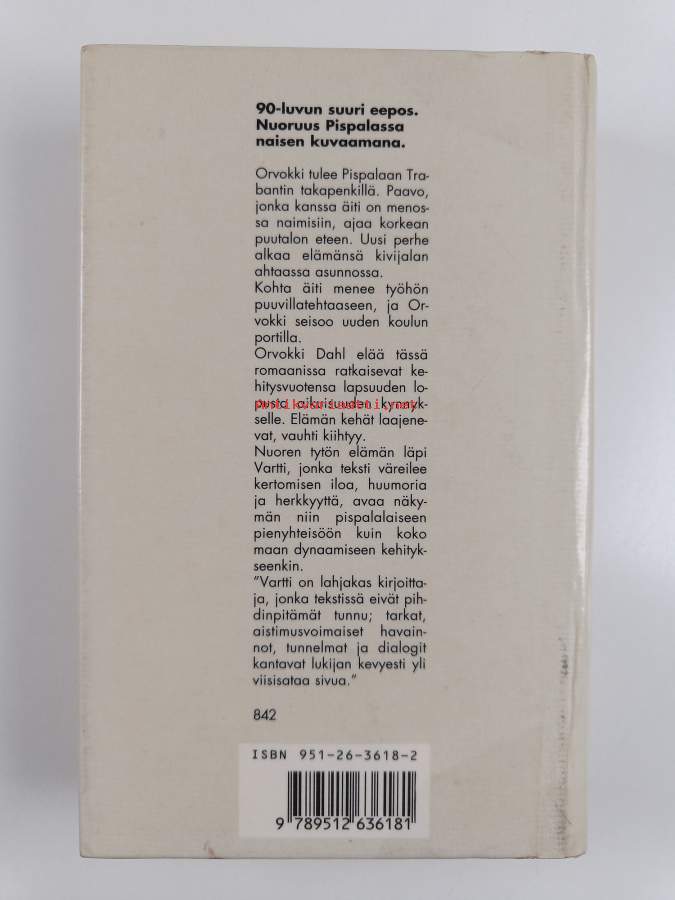 90-luvun suuri eepos.
Nuoruus Pispalassa
naisen kuvaamana.
Orvokki tulee Pispalaan Tra-
bantin takapenkillä. Paavo,
jonka kanssa äiti on menos-
sa naimisiin, ajaa korkean
puutalon eteen. Uusi perhe
alkaa elämänsä kivijalan
ahtaassa asunnossa.
Kohta äiti menee työhön
puuvillatehtaaseen, ja Or-
vokki seisoo uuden koulun
portilla.
Orvokki Dahl elää tässä
romaanissa ratkaisevat ke-
hitysvuotensa lapsuuden lo-
pusta aikuisuuden kynnyk-
Antikvariaatti.net
selle. Elämän kehät laajene-
vat, vauhti kiihtyy.
Nuoren tytön elämän läpi
Vartti, jonka teksti väreilee
kertomisen iloa, huumoria
ja herkkyyttä, avaa näky-
män niin pispalalaiseen
pienyhteisöön kuin koko
maan dynaamiseen kehityk-
seenkin.
”Vartti on lahjakas kirjoitta-
ja, jonka tekstissä eivät pih-
dinpitämät tunnu; tarkat,
aistimusvoimaiset havain-
not, tunnelmat ja dialogit
kantavat lukijan kevyesti yli
viisisataa sivua.”
842
ISBN 951-26-3618-2
9 789512 636181